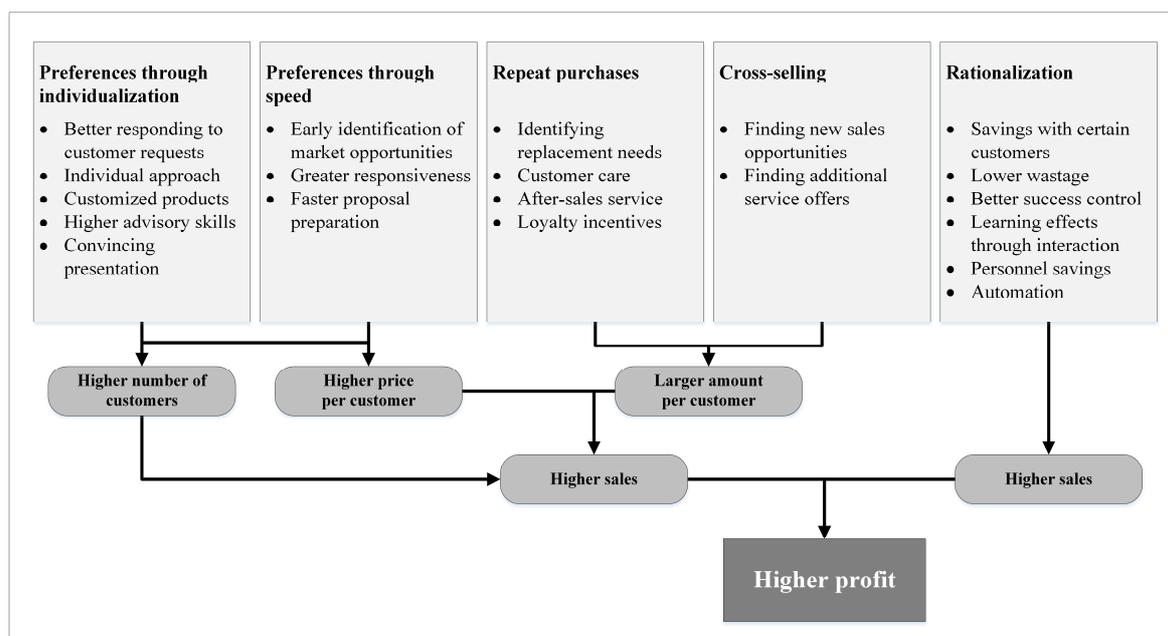 Preferences through
individualization
• Better responding to
customer requests
• Individual approach
• Customized products
• Higher advisory skills
• Convincing
presentation
Preferences through
speed
• Early identification of
market opportunities
• Greater responsiveness
• Faster proposal
preparation
Repeat purchases
• Identifying
replacement needs
• Customer care
• After-sales service
• Loyalty incentives
Cross-selling
• Finding new sales
opportunities
• Finding additional
service offers
Rationalization
• Savings with certain
customers
• Lower wastage
• Better success control
• Learning effects
through interaction
• Personnel savings
• Automation
Higher number of
customers
Higher price
per customer
Larger amount
per customer
Higher sales
Higher sales
Higher profit